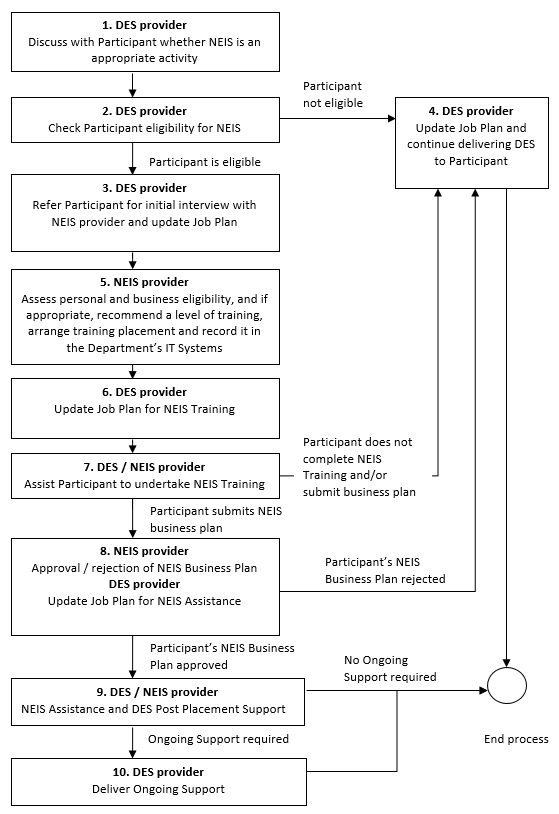 1. DES provider
Discuss with Participant whether NEIS is an
appropriate activity
2. DES provider
Check Participant eligibility for NEIS
Participant
not eligible
4. DES provider
Update Job Plan and
continue delivering DES
to Participant
Participant is eligible
3. DES provider
Refer Participant for initial interview with
NEIS provider and update Job Plan
5. NEIS provider
Assess personal and business eligibility, and if
appropriate, recommend a level of training,
arrange training placement and record it in
the Department's IT Systems
6. DES provider
Update Job Plan for NEIS Training
7. DES / NEIS provider
Assist Participant to undertake NEIS Training
Participant does not
complete NEIS
Training and/or
submit business plan
Participant submits NEIS
business plan
8. NEIS provider
Approval / rejection of NEIS Business Plan
DES provider
Update Job Plan for NEIS Assistance
Participant's NEIS
Business Plan rejected
Participant's NEIS Business
Plan approved
9. DES / NEIS provider
NEIS Assistance and DES Post Placement Support
No Ongoing
Support required
End process
Ongoing Support required
10. DES provider
Deliver Ongoing Support